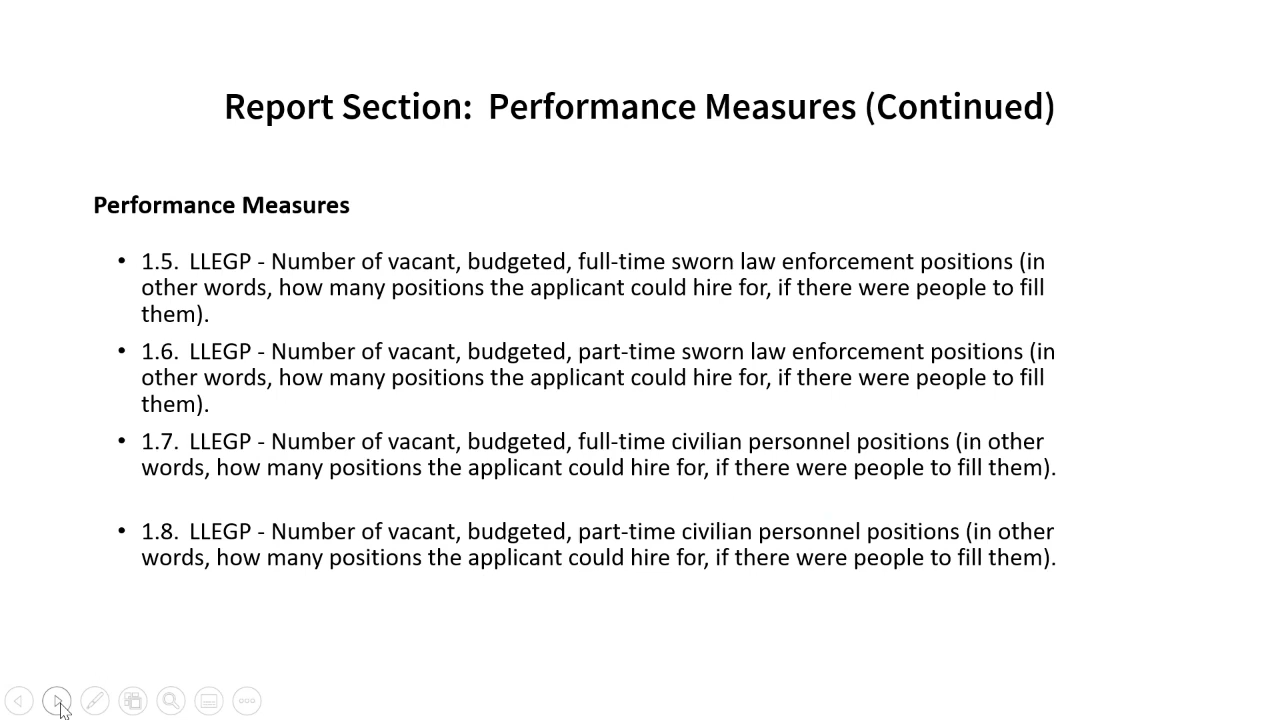 Report Section:  Performance Measures (Continued)
Performance Measures
• 1.5.  LLEGP - Number of vacant, budgeted, full-time sworn law enforcement positions (in
other words, how many positions the applicant could hire for, if there were people to fill
them).
• 1.6.  LLEGP - Number of vacant, budgeted, part-time sworn law enforcement positions (in
other words, how many positions the applicant could hire for, if there were people to fill
them).
• 1.7.  LLEGP - Number of vacant, budgeted, full-time civilian personnel positions (in other
words, how many positions the applicant could hire for, if there were people to fill them).
• 1.8.  LLEGP - Number of vacant, budgeted, part-time civilian personnel positions (in other
words, how many positions the applicant could hire for, if there were people to fill them).